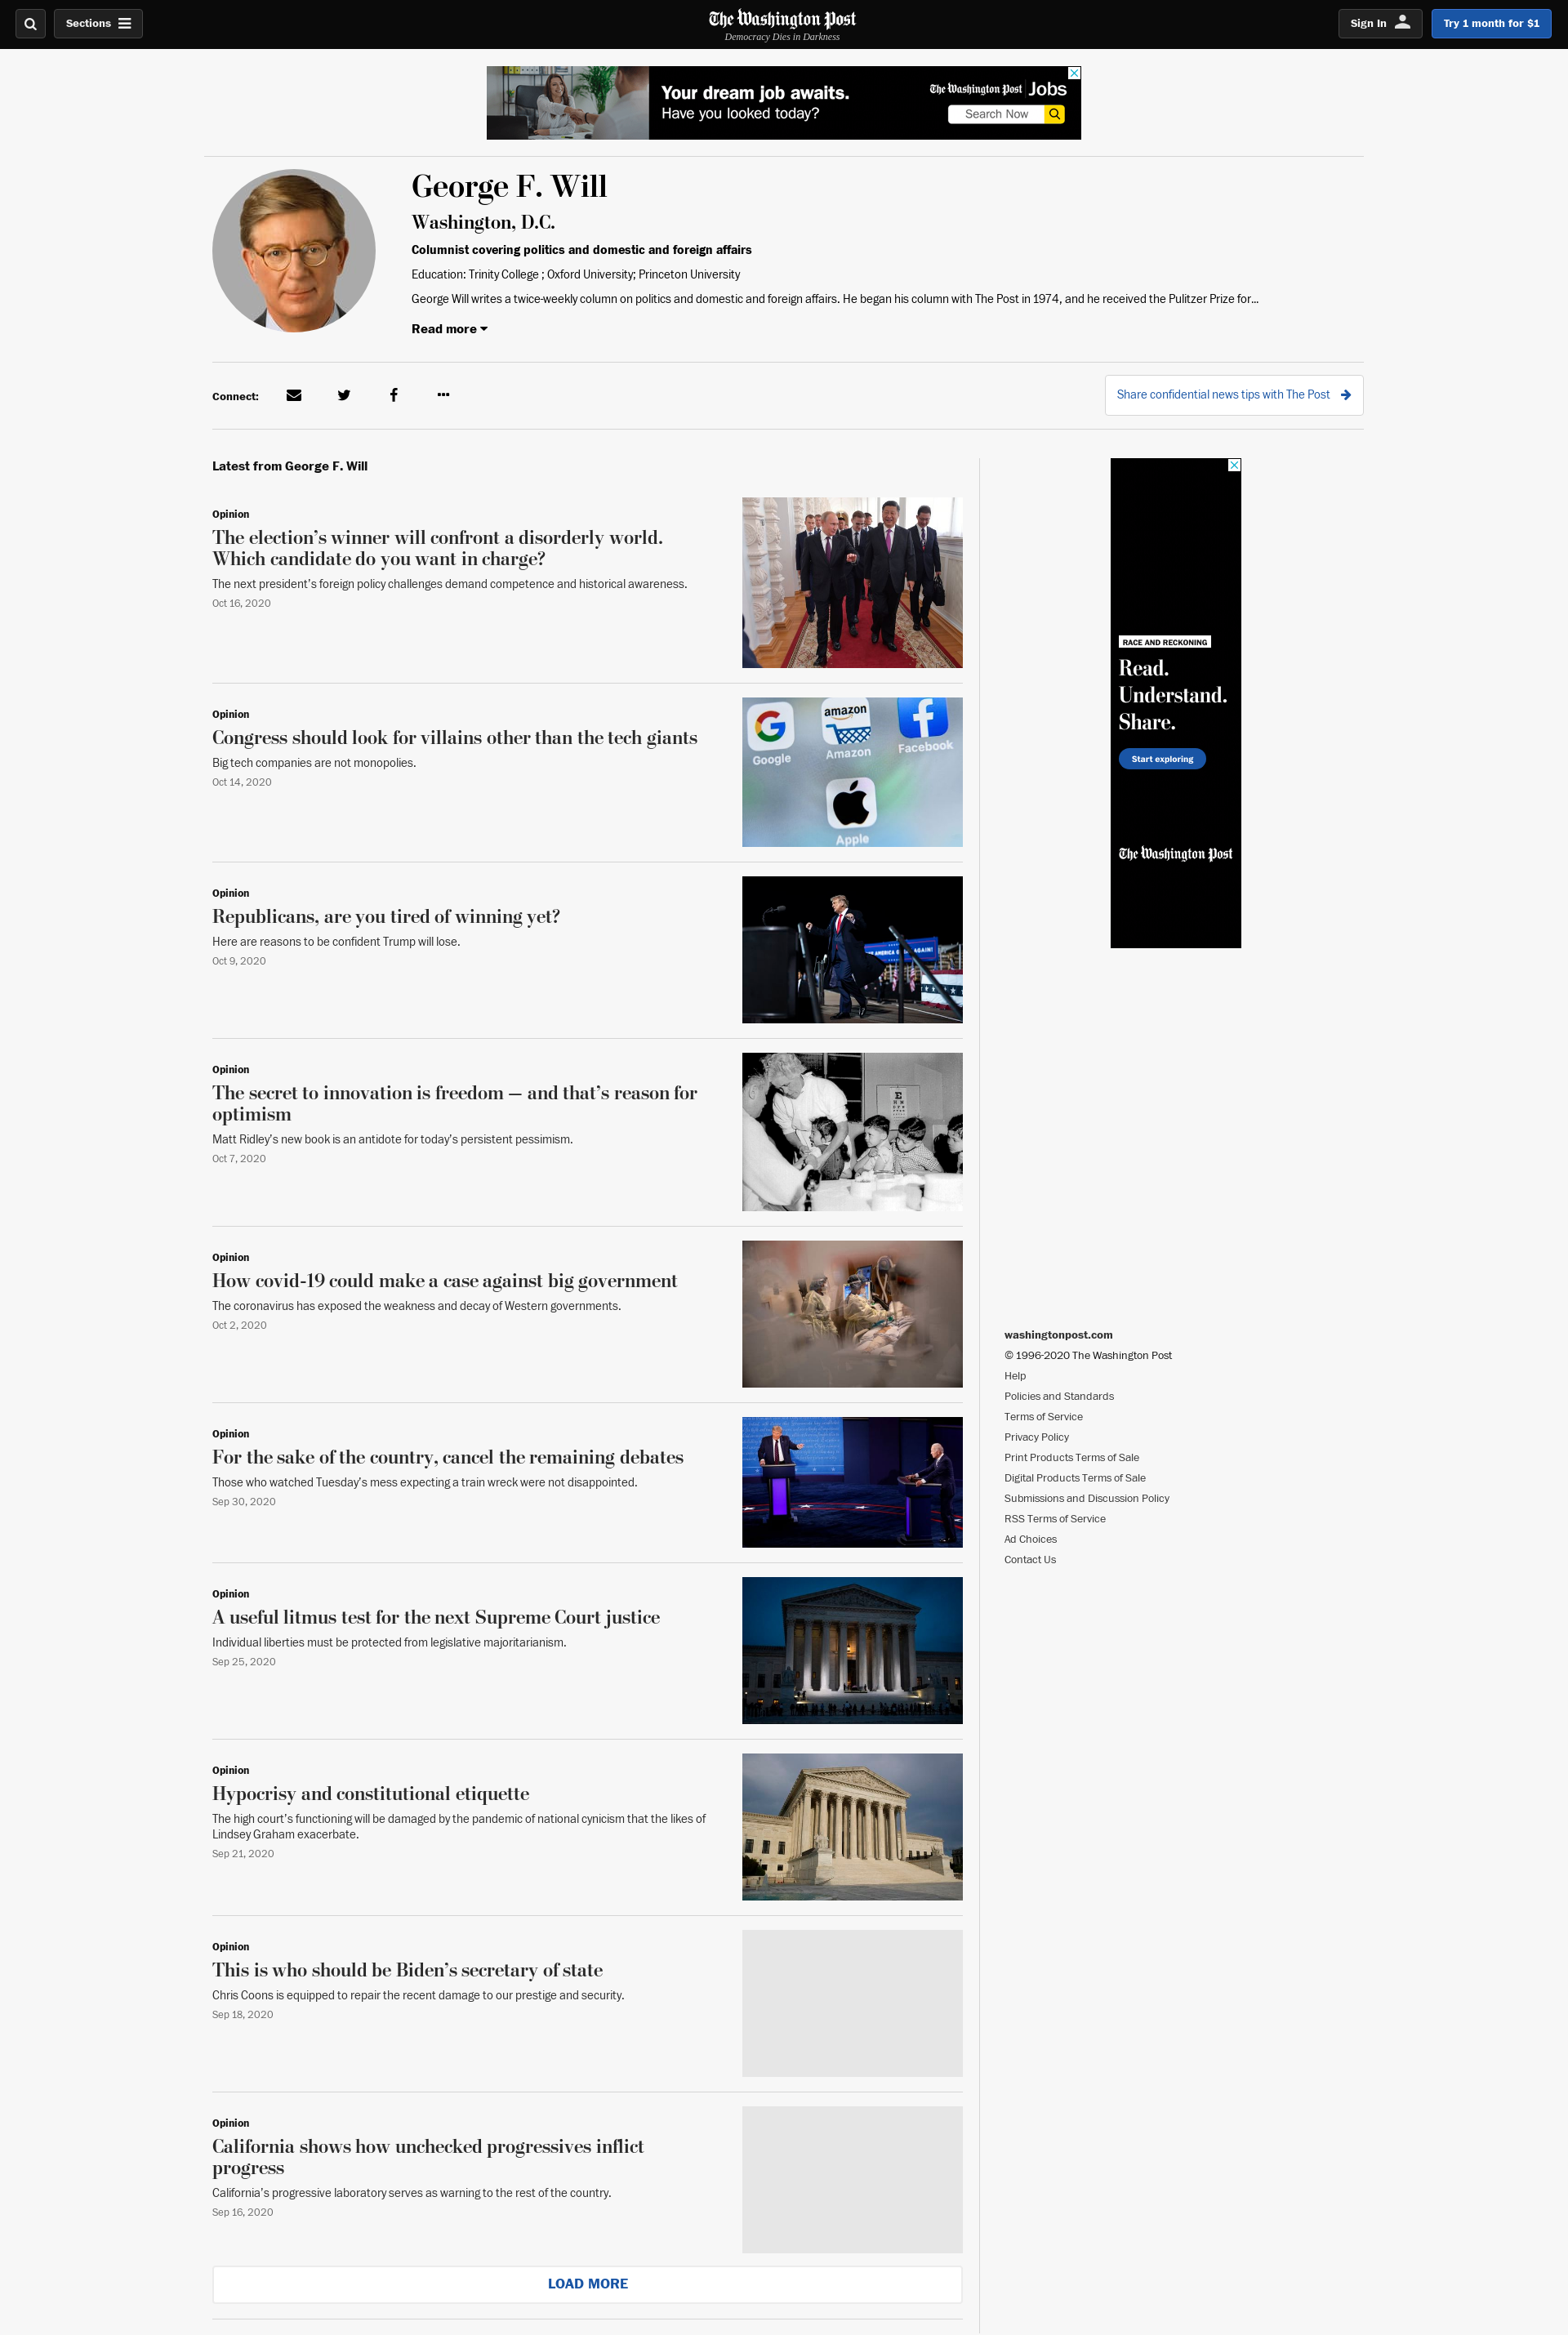 Sections
The Washington Post
Democracy Dies in Darkness
Sign In
Try 1 month for $1
Your dream job awaits.
Have you looked today?
The Washington Post Jobs
Search Now
George F. Will
Washington, D.C.
Columnist covering politics and domestic and foreign affairs
Education: Trinity College ; Oxford University; Princeton University
George Will writes a twice-weekly column on politics and domestic and foreign affairs. He began his column with The Post in 1974, and he received the Pulitzer Prize for...
Read more
Connect:
Share confidential news tips with The Post
Latest from George F. Will
Opinion
The election’s winner will confront a disorderly world.
Which candidate do you want in charge?
The next president’s foreign policy challenges demand competence and historical awareness.
Oct 16, 2020
Opinion
Congress should look for villains other than the tech giants
Big tech companies are not monopolies.
Oct 14, 2020
amazon
Google
Amazon
Facebook
Apple
Opinion
Republicans, are you tired of winning yet?
Here are reasons to be confident Trump will lose.
Oct 9, 2020
AMERICA AGAIN!
Opinion
The secret to innovation is freedom — and that’s reason for
optimism
Matt Ridley’s new book is an antidote for today’s persistent pessimism.
Oct 7, 2020
E
Opinion
How covid-19 could make a case against big government
The coronavirus has exposed the weakness and decay of Western governments.
Oct 2, 2020
Opinion
For the sake of the country, cancel the remaining debates
Those who watched Tuesday’s mess expecting a train wreck were not disappointed.
Sep 30, 2020
Opinion
A useful litmus test for the next Supreme Court justice
Individual liberties must be protected from legislative majoritarianism.
Sep 25, 2020
Opinion
Hypocrisy and constitutional etiquette
The high court’s functioning will be damaged by the pandemic of national cynicism that the likes of
Lindsey Graham exacerbate.
Sep 21, 2020
Opinion
This is who should be Biden’s secretary of state
Chris Coons is equipped to repair the recent damage to our prestige and security.
Sep 18, 2020
Opinion
California shows how unchecked progressives inflict
progress
California’s progressive laboratory serves as warning to the rest of the country.
Sep 16, 2020
LOAD MORE
RACE AND RECKONING
Read.
Understand.
Share.
Start exploring
The Washington Post
washingtonpost.com
© 1996-2020 The Washington Post
Help
Policies and Standards
Terms of Service
Privacy Policy
Print Products Terms of Sale
Digital Products Terms of Sale
Submissions and Discussion Policy
RSS Terms of Service
Ad Choices
Contact Us